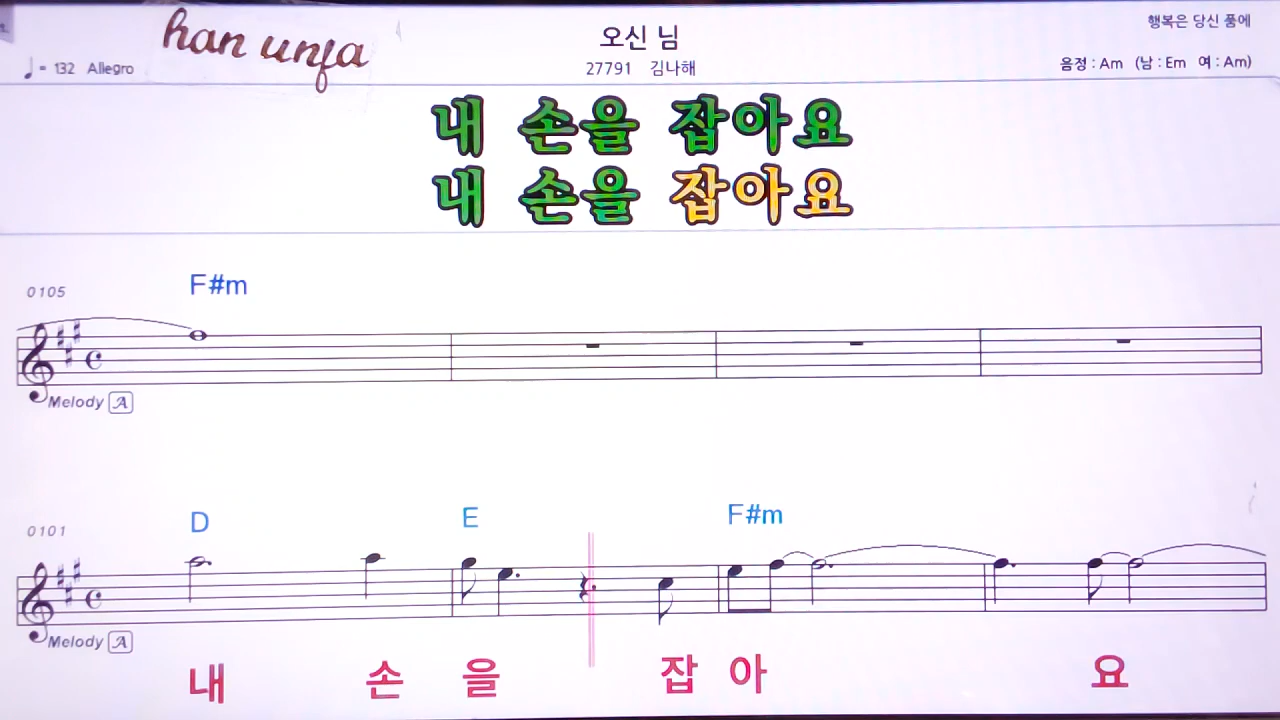 han unfa
오신 님
행복은 당신 품에
♩= 132 Allegro
27791 김나해
음정 : Am (남 : Em 여 : Am)
내 손을 잡아요
내 손을 잡아요
0105
F#m
Melody A
0101
D E F#m
Melody A
내 손 을 잡 아 요